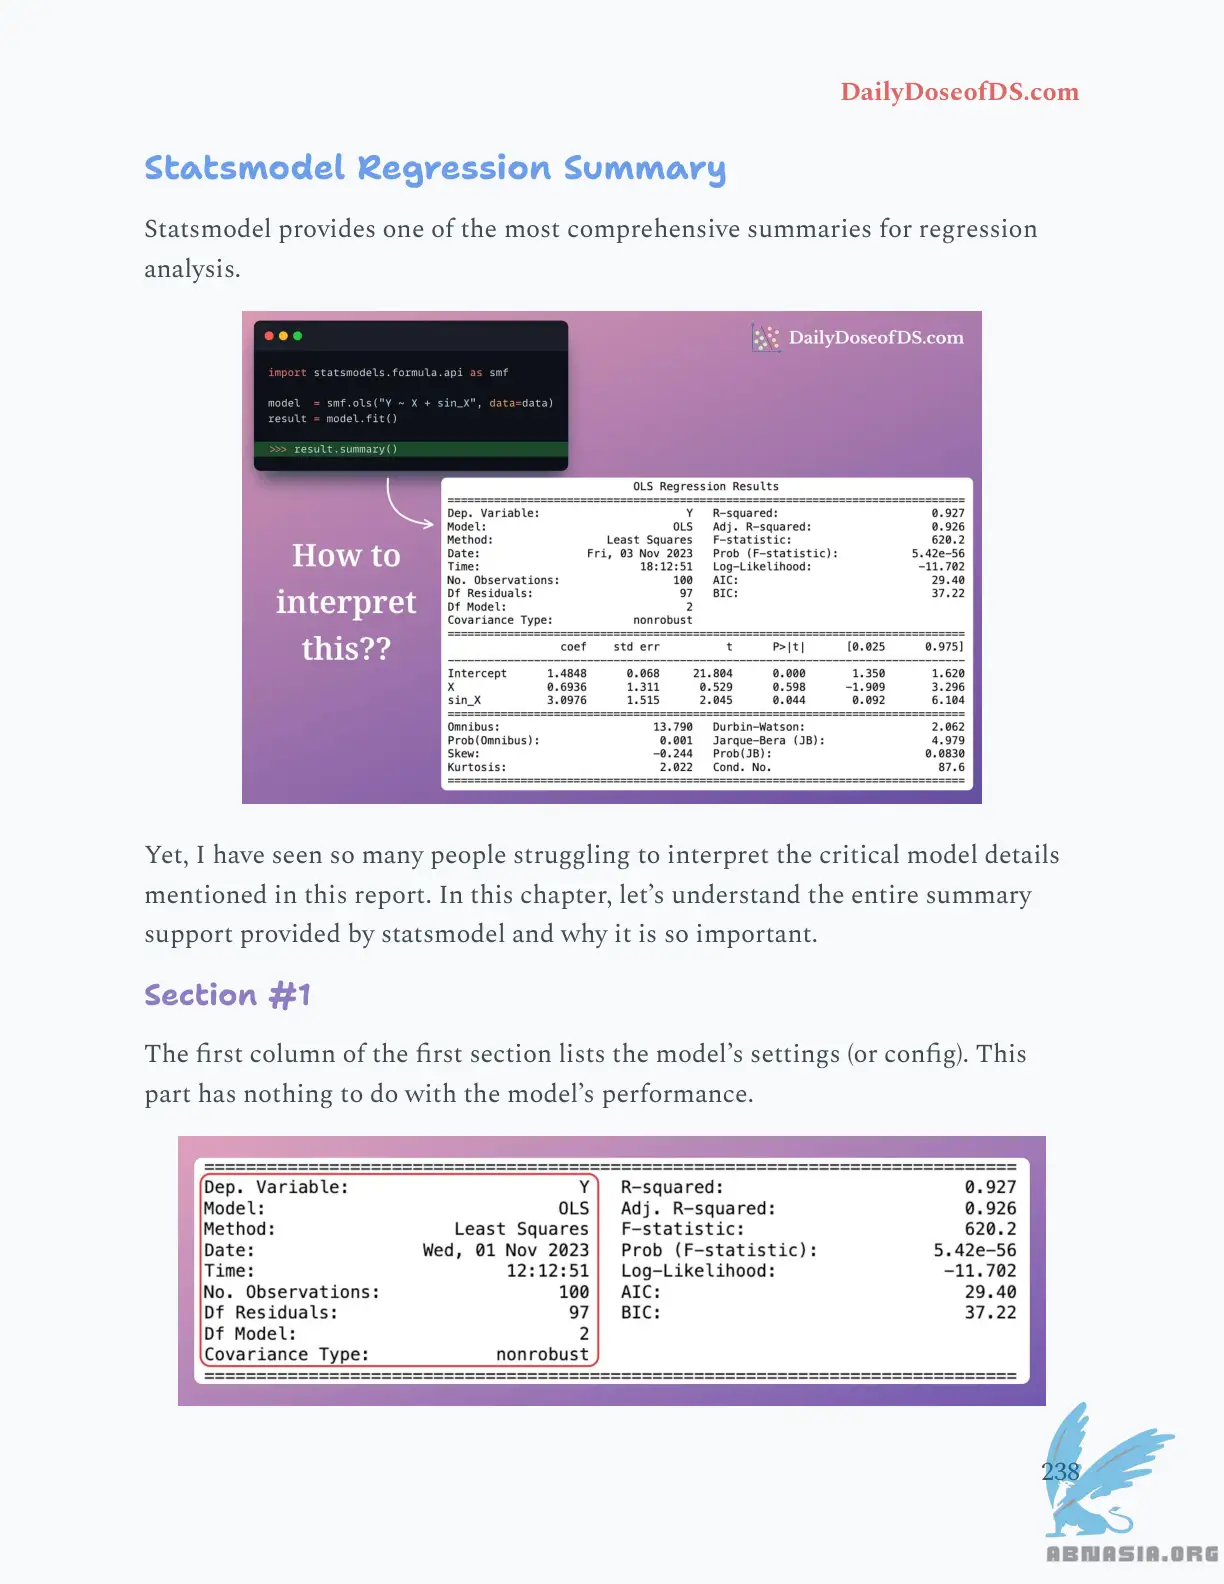 DailyDoseofDS.com
Statsmodel Regression Summary
Statsmodel provides one of the most comprehensive summaries for regression
analysis.
DailyDoseofDS.com
import statsmodels.formula.api as smf
model = smf.ols("Y ~ X + sin_X", data=data)
result = model.fit()
>>> result.summary()
How to
interpret
this??
OLS Regression Results
==============================================================================
Dep. Variable: Y R-squared: 0.927
Model: OLS Adj. R-squared: 0.926
Method: Least Squares F-statistic: 620.2
Date: Fri, 03 Nov 2023 Prob (F-statistic): 5.42e-56
Time: 18:12:51 Log-Likelihood: -11.702
No. Observations: 100 AIC: 29.40
Df Residuals: 97 BIC: 37.22
Df Model: 2
Covariance Type: nonrobust
==============================================================================
coef std err t P>|t| [0.025 0.975]
------------------------------------------------------------------------------
Intercept 1.4848 0.068 21.804 0.000 1.350 1.620
X 0.6936 1.311 0.529 0.598 -1.909 3.296
sin_X 3.0976 1.515 2.045 0.044 0.092 6.104
==============================================================================
Omnibus: 13.790 Durbin-Watson: 2.062
Prob(Omnibus): 0.001 Jarque-Bera (JB): 4.979
Skew: -0.244 Prob(JB): 0.0830
Kurtosis: 2.022 Cond. No. 87.6
==============================================================================
Yet, I have seen so many people struggling to interpret the critical model details
mentioned in this report. In this chapter, let's understand the entire summary
support provided by statsmodel and why it is so important.
Section #1
The first column of the first section lists the model's settings (or config). This
part has nothing to do with the model's performance.
==============================================================================
Dep. Variable: Y R-squared: 0.927
Model: OLS Adj. R-squared: 0.926
Method: Least Squares F-statistic: 620.2
Date: Wed, 01 Nov 2023 Prob (F-statistic): 5.42e-56
Time: 12:12:51 Log-Likelihood: -11.702
No. Observations: 100 AIC: 29.40
Df Residuals: 97 BIC: 37.22
Df Model: 2
Covariance Type: nonrobust
==============================================================================
238
ABNASIA.ORG